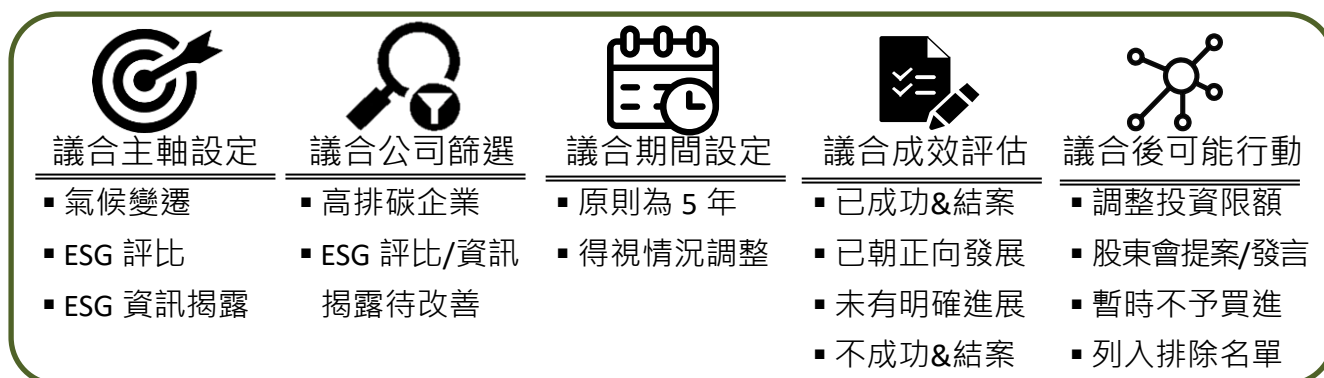 議合主軸設定
▪ 氣候變遷
▪ ESG 評比
▪ ESG 資訊揭露
議合公司篩選
▪ 高排碳企業
▪ ESG 評比/資訊
揭露待改善
議合期間設定
▪ 原則為 5 年
▪ 得視情況調整
議合成效評估
▪ 已成功&結案
▪ 已朝正向發展
▪ 未有明確進展
▪ 不成功&結案
議合後可能行動
▪ 調整投資限額
▪ 股東會提案/發言
▪ 暫時不予買進
▪ 列入排除名單